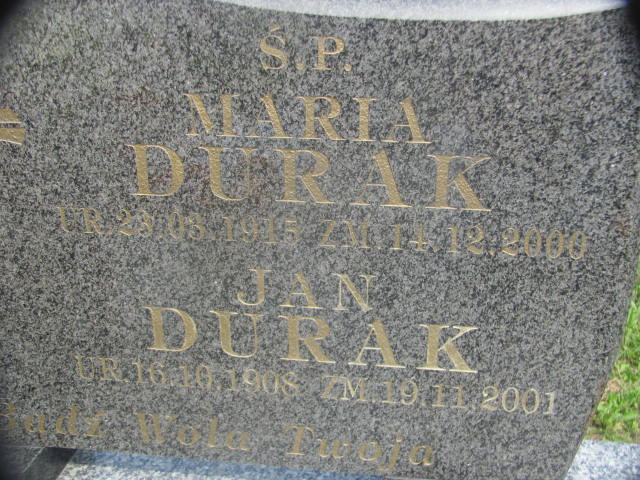 Ś.P.
MARIA
DURAK
UR.23.03.1915 ZM.14.12.2000
JAN
DURAK
UR.16.10.1908 ZM.19.11.2001
Wola Twoja